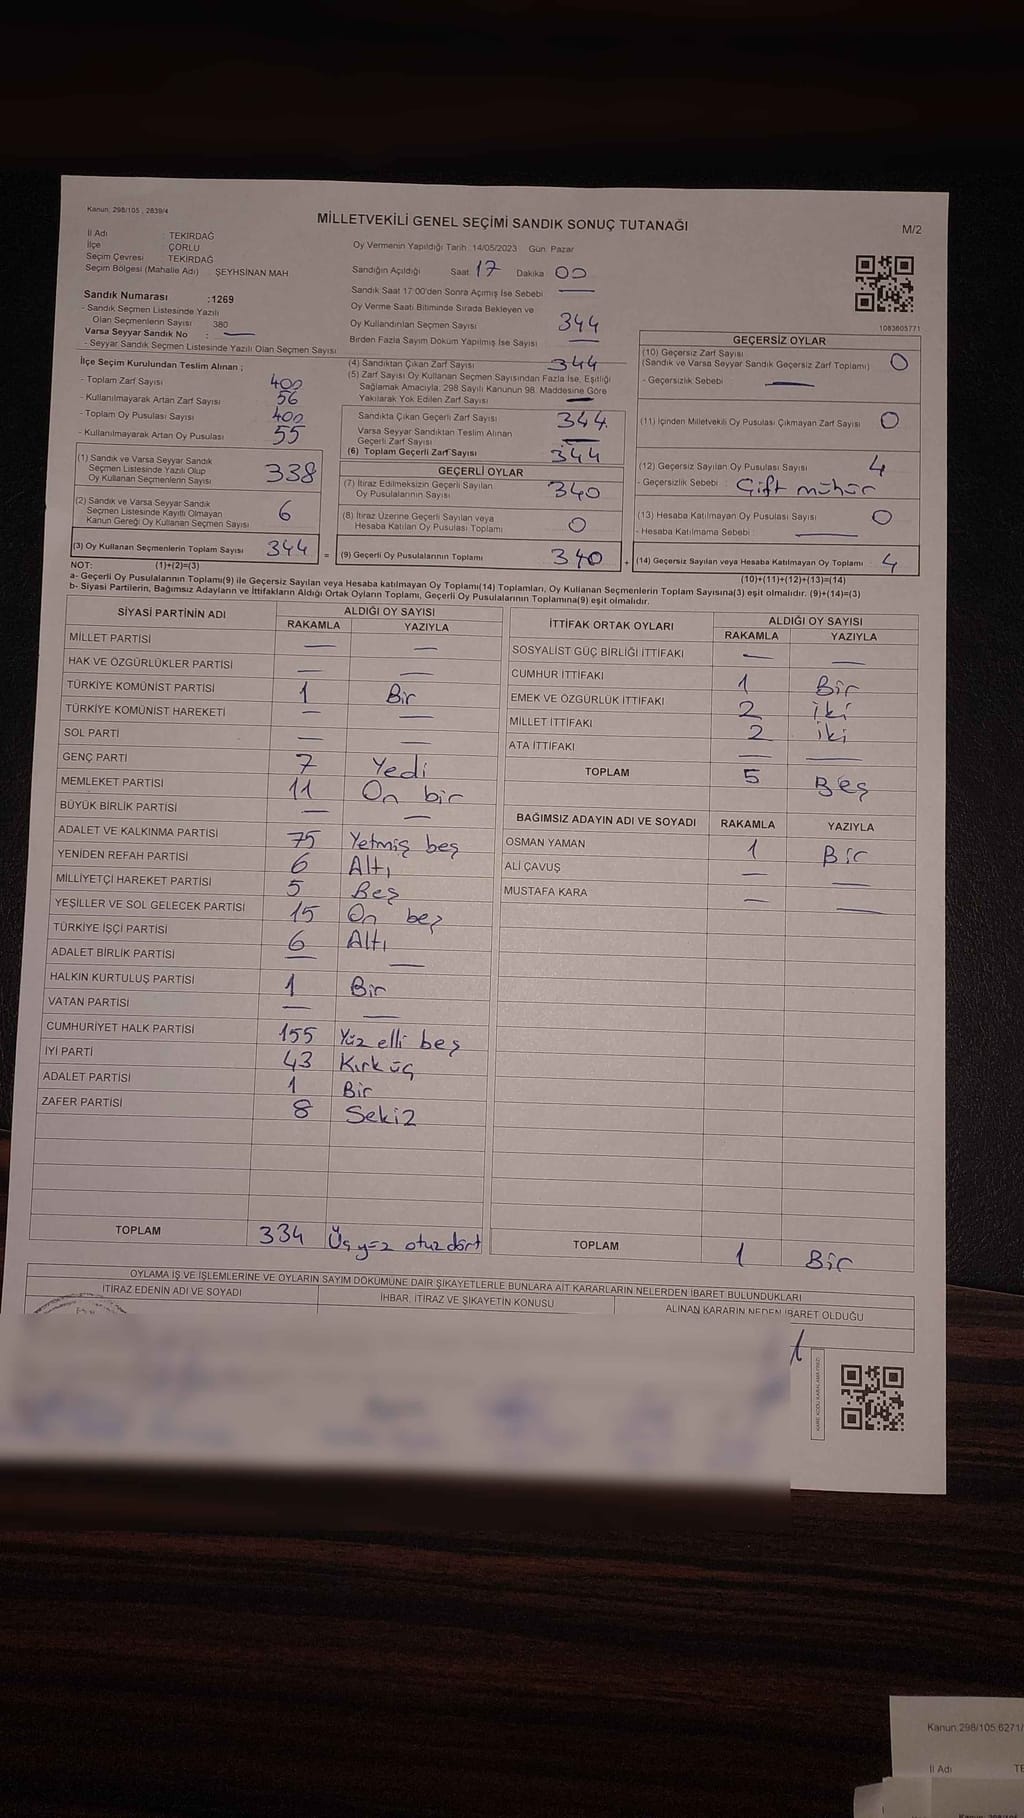 Kanun, 298/105 , 2839/4
MİLLETVEKİLİ GENEL SEÇİMİ SANDIK SONUÇ TUTANAĞI
M/2
İl Adı : TEKİRDAĞ
İlçe : ÇORLU
Seçim Çevresi : TEKİRDAĞ
Seçim Bölgesi (Mahalle Adı) : ŞEYHSİNAN MAH
Sandık Numarası :1269
- Sandık Seçmen Listesinde Yazılı
Olan Seçmenlerin Sayısı 380
Varsa Seyyar Sandık No : —
- Seyyar Sandık Seçmen Listesinde Yazılı Olan Seçmen Sayısı
Oy Vermenin Yapıldığı Tarih: 14/05/2023 Gün: Pazar
Sandığın Açıldığı Saat 17 Dakika 00
Sandık Saat 17:00'den Sonra Açımış İse Sebebi —
Oy Verme Saati Bitiminde Sırada Bekleyen ve
Oy Kullandırılan Seçmen Sayısı 344
Birden Fazla Sayım Döküm Yapılmış İse Sayısı —
1083605771
İlçe Seçim Kurulundan Teslim Alınan ;
- Toplam Zarf Sayısı 400
- Kullanılmayarak Artan Zarf Sayısı 56
- Toplam Oy Pusulası Sayısı 400
- Kullanılmayarak Artan Oy Pusulası 55
(1) Sandık ve Varsa Seyyar Sandık
Seçmen Listesinde Yazılı Olup
Oy Kullanan Seçmenlerin Sayısı 338
(2) Sandık ve Varsa Seyyar Sandık
Seçmen Listesinde Kayıtlı Olmayan
Kanun Gereği Oy Kullanan Seçmen Sayısı 6
(3) Oy Kullanan Seçmenlerin Toplam Sayısı 344 =
(4) Sandıktan Çıkan Zarf Sayısı 344
(5) Zarf Sayısı Oy Kullanan Seçmen Sayısından Fazla İse, Eşitliği
Sağlamak Amacıyla, 298 Sayılı Kanunun 98. Maddesine Göre
Yakılarak Yok Edilen Zarf Sayısı —
Sandıkta Çıkan Geçerli Zarf Sayısı 344
Varsa Seyyar Sandıktan Teslim Alınan
Geçerli Zarf Sayısı —
(6) Toplam Geçerli Zarf Sayısı 344
GEÇERLİ OYLAR
(7) İtiraz Edilmeksizin Geçerli Sayılan
Oy Pusulalarının Sayısı 340
(8) İtiraz Üzerine Geçerli Sayılan veya
Hesaba Katılan Oy Pusulası Toplamı 0
(9) Geçerli Oy Pusulalarının Toplamı 340 +
GEÇERSİZ OYLAR
(10) Geçersiz Zarf Sayısı
(Sandık ve Varsa Seyyar Sandık Geçersiz Zarf Toplamı) 0
- Geçersizlik Sebebi : —
(11) İçinden Milletvekili Oy Pusulası Çıkmayan Zarf Sayısı 0
(12) Geçersiz Sayılan Oy Pusulası Sayısı 4
- Geçersizlik Sebebi : Çift mühür
(13) Hesaba Katılmayan Oy Pusulası Sayısı 0
- Hesaba Katılmama Sebebi : —
(14) Geçersiz Sayılan veya Hesaba Katılmayan Oy Toplamı 4
NOT: (1)+(2)=(3)
(10)+(11)+(12)+(13)=(14)
a- Geçerli Oy Pusulalarının Toplamı(9) ile Geçersiz Sayılan veya Hesaba katılmayan Oy Toplamı(14) Toplamları, Oy Kullanan Seçmenlerin Toplam Sayısına(3) eşit olmalıdır. (9)+(14)=(3)
b- Siyasi Partilerin, Bağımsız Adayların ve İttifakların Aldığı Ortak Oyların Toplamı, Geçerli Oy Pusulalarının Toplamına(9) eşit olmalıdır.
SİYASİ PARTİNİN ADI ALDIĞI OY SAYISI
RAKAMLA YAZIYLA
MİLLET PARTİSİ — —
HAK VE ÖZGÜRLÜKLER PARTİSİ — —
TÜRKİYE KOMÜNİST PARTİSİ 1 Bir
TÜRKİYE KOMÜNİST HAREKETİ — —
SOL PARTİ — —
GENÇ PARTİ 7 Yedi
MEMLEKET PARTİSİ 11 On bir
BÜYÜK BİRLİK PARTİSİ — —
ADALET VE KALKINMA PARTİSİ 75 Yetmiş beş
YENİDEN REFAH PARTİSİ 6 Altı
MİLLİYETÇİ HAREKET PARTİSİ 5 Beş
YEŞİLLER VE SOL GELECEK PARTİSİ 15 On beş
TÜRKİYE İŞÇİ PARTİSİ 6 Altı
ADALET BİRLİK PARTİSİ — —
HALKIN KURTULUŞ PARTİSİ 1 Bir
VATAN PARTİSİ — —
CUMHURİYET HALK PARTİSİ 155 Yüz elli beş
İYİ PARTİ 43 Kırk üç
ADALET PARTİSİ 1 Bir
ZAFER PARTİSİ 8 Sekiz
TOPLAM 334 Üç yüz otuz dört
İTTİFAK ORTAK OYLARI ALDIĞI OY SAYISI
RAKAMLA YAZIYLA
SOSYALİST GÜÇ BİRLİĞİ İTTİFAKI — —
CUMHUR İTTİFAKI 1 Bir
EMEK VE ÖZGÜRLÜK İTTİFAKI 2 iki
MİLLET İTTİFAKI 2 iki
ATA İTTİFAKI — —
TOPLAM 5 Beş
BAĞIMSIZ ADAYIN ADI VE SOYADI RAKAMLA YAZIYLA
OSMAN YAMAN 1 Bir
ALİ ÇAVUŞ — —
MUSTAFA KARA — —
TOPLAM 1 Bir
OYLAMA İŞ VE İŞLEMLERİNE VE OYLARIN SAYIM DÖKÜMÜNE DAİR ŞİKAYETLERLE BUNLARA AİT KARARLARIN NELERDEN İBARET BULUNDUKLARI
İTİRAZ EDENİN ADI VE SOYADI İHBAR, İTİRAZ VE ŞİKAYETİN KONUSU ALINAN KARARIN NEDEN İBARET OLDUĞU
KARE KODU KARALAMAYINIZ!
Kanun,298/105,6271/
İl Adı TE